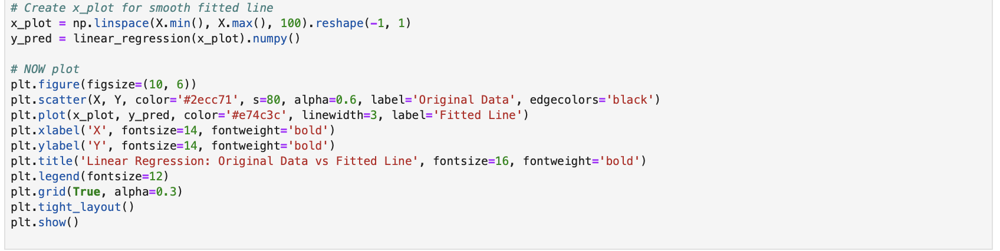 # Create x_plot for smooth fitted line
x_plot = np.linspace(X.min(), X.max(), 100).reshape(-1, 1)
y_pred = linear_regression(x_plot).numpy()

# NOW plot
plt.figure(figsize=(10, 6))
plt.scatter(X, Y, color='#2ecc71', s=80, alpha=0.6, label='Original Data', edgecolors='black')
plt.plot(x_plot, y_pred, color='#e74c3c', linewidth=3, label='Fitted Line')
plt.xlabel('X', fontsize=14, fontweight='bold')
plt.ylabel('Y', fontsize=14, fontweight='bold')
plt.title('Linear Regression: Original Data vs Fitted Line', fontsize=16, fontweight='bold')
plt.legend(fontsize=12)
plt.grid(True, alpha=0.3)
plt.tight_layout()
plt.show()